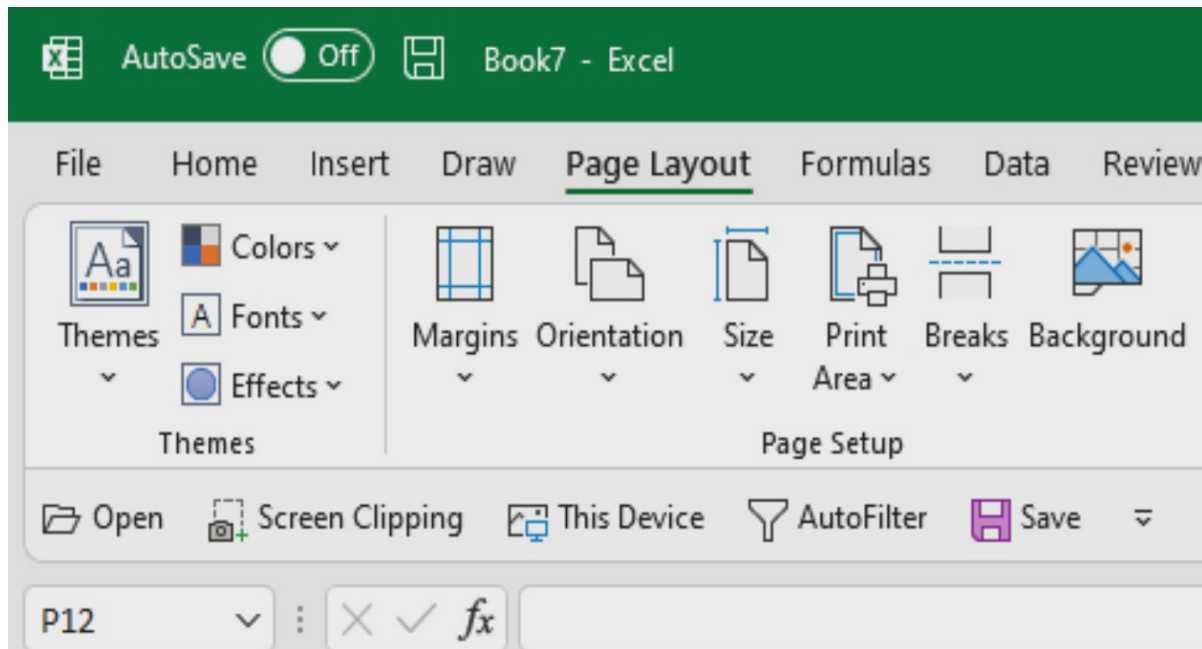 AutoSave Off Book7 - Excel
File Home Insert Draw Page Layout Formulas Data Review
Aa Colors
Fonts
Effects
Themes Margins Orientation Size Print Area Breaks Background
Themes Page Setup
Open Screen Clipping This Device AutoFilter Save
P12 fx